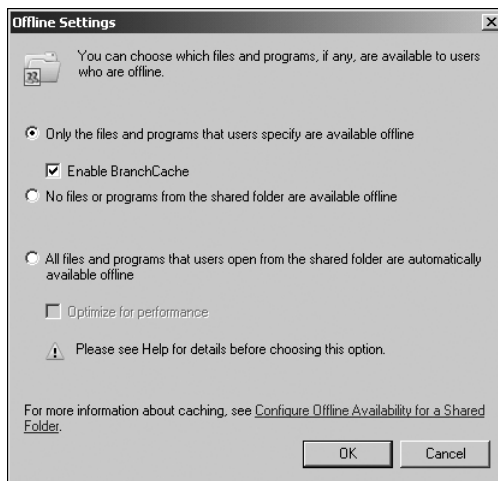 Offline Settings
You can choose which files and programs, if any, are available to users
who are offline.
Only the files and programs that users specify are available offline
Enable BranchCache
No files or programs from the shared folder are available offline
All files and programs that users open from the shared folder are automatically
available offline
Optimize for performance
Please see Help for details before choosing this option.
For more information about caching, see Configure Offline Availability for a Shared
Folder.
OK Cancel